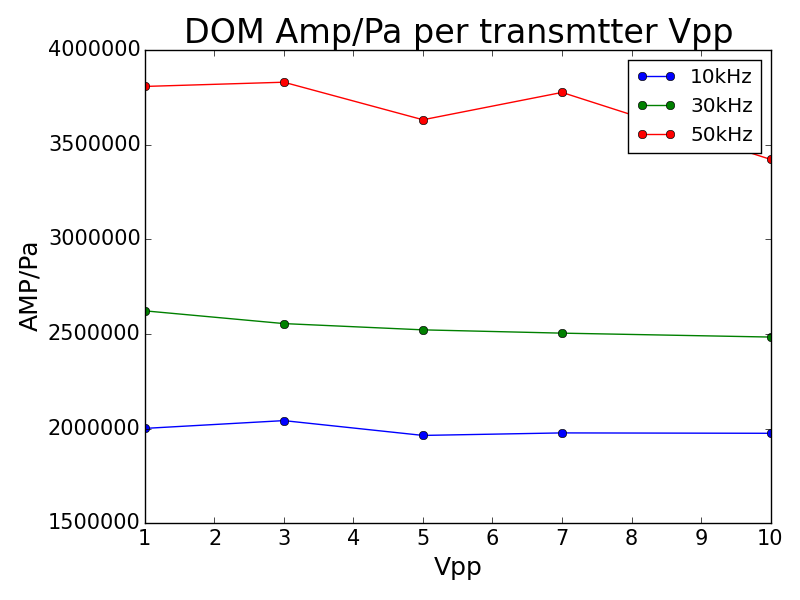 DOM Amp/Pa per transmtter Vpp
4000000
3500000
3000000
2500000
2000000
1500000
AMP/Pa
10kHz
30kHz
50kHz
1 2 3 4 5 6 7 8 9 10
Vpp